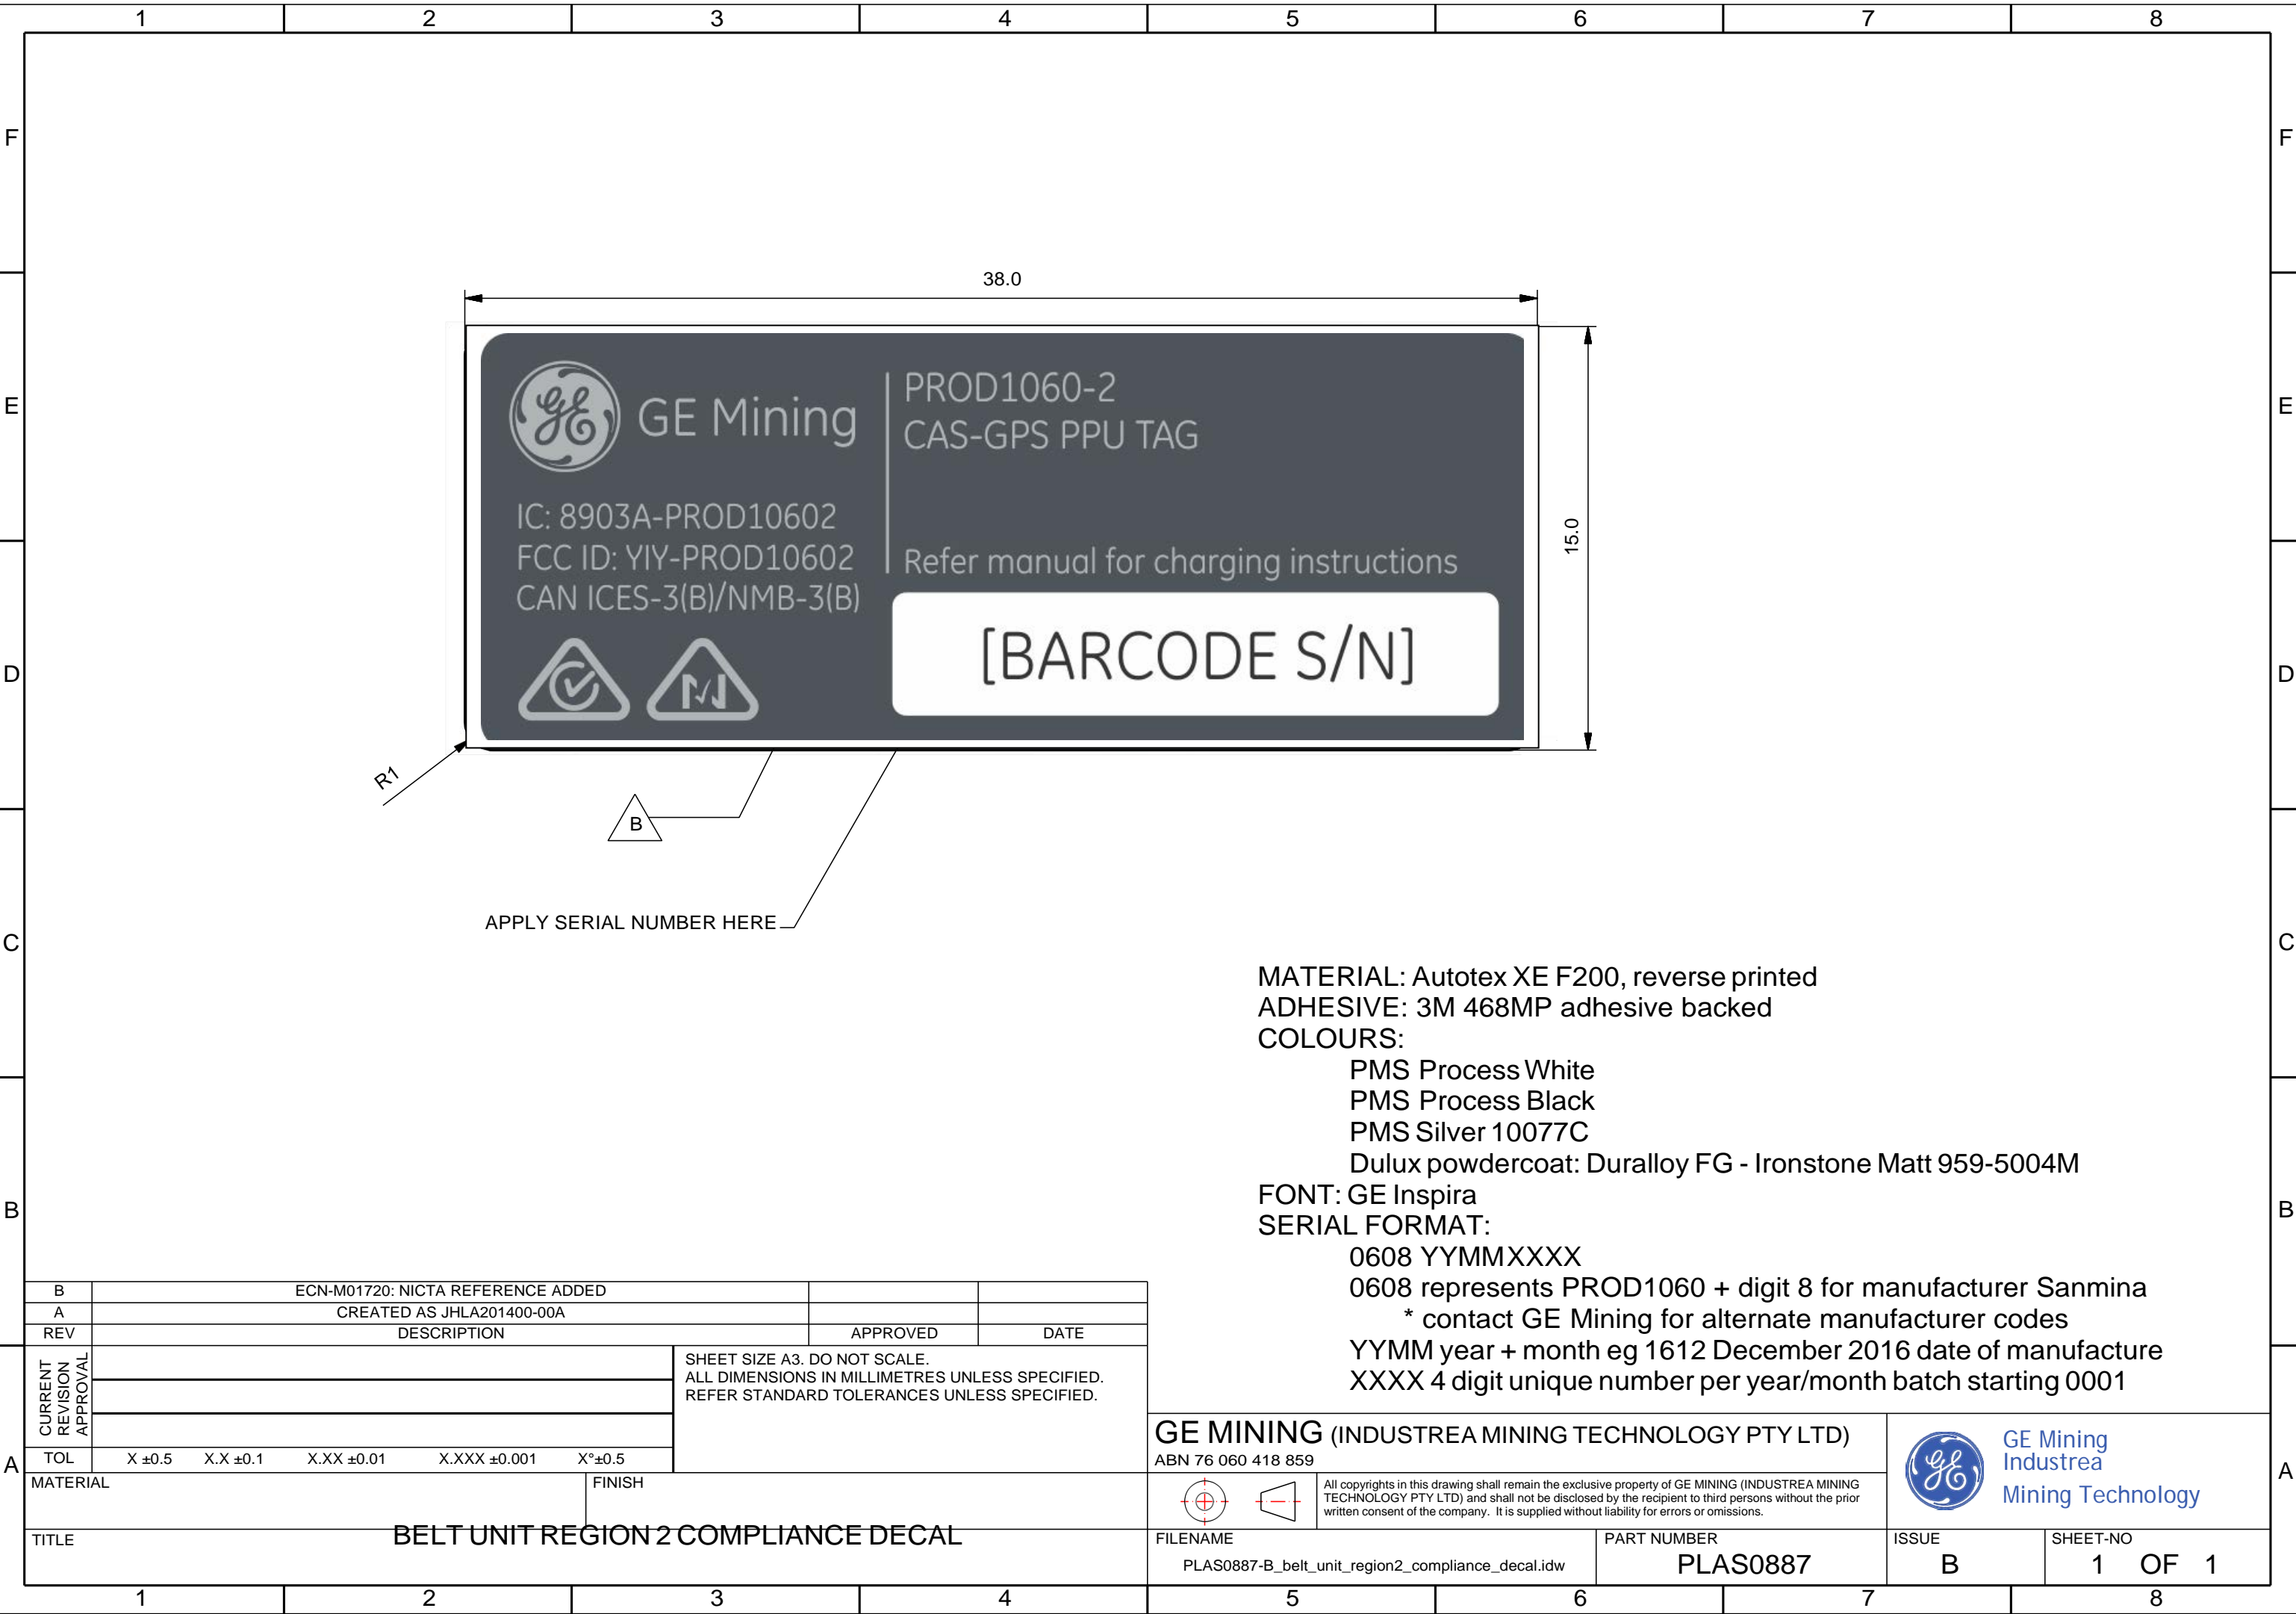 1 2 3 4 5 6 7 8
F F
38.0
GE GE Mining
PROD1060-2
CAS-GPS PPU TAG
E E
IC: 8903A-PROD10602
FCC ID: YIY-PROD10602
CAN ICES-3(B)/NMB-3(B)
Refer manual for charging instructions
15.0
[BARCODE S/N]
D D
R1
B
APPLY SERIAL NUMBER HERE
C C
MATERIAL: Autotex XE F200, reverse printed
ADHESIVE: 3M 468MP adhesive backed
COLOURS:
PMS Process White
PMS Process Black
PMS Silver 10077C
Dulux powdercoat: Duralloy FG - Ironstone Matt 959-5004M
FONT: GE Inspira
SERIAL FORMAT:
0608 YYMMXXXX
0608 represents PROD1060 + digit 8 for manufacturer Sanmina
* contact GE Mining for alternate manufacturer codes
YYMM year + month eg 1612 December 2016 date of manufacture
XXXX 4 digit unique number per year/month batch starting 0001
B B
B ECN-M01720: NICTA REFERENCE ADDED
A CREATED AS JHLA201400-00A
REV DESCRIPTION APPROVED DATE
CURRENT
REVISION
APPROVAL
SHEET SIZE A3. DO NOT SCALE.
ALL DIMENSIONS IN MILLIMETRES UNLESS SPECIFIED.
REFER STANDARD TOLERANCES UNLESS SPECIFIED.
TOL X ±0.5 X.X ±0.1 X.XX ±0.01 X.XXX ±0.001 X°±0.5
A A
MATERIAL FINISH
TITLE BELT UNIT REGION 2 COMPLIANCE DECAL
GE MINING (INDUSTREA MINING TECHNOLOGY PTY LTD)
ABN 76 060 418 859
All copyrights in this drawing shall remain the exclusive property of GE MINING (INDUSTREA MINING
TECHNOLOGY PTY LTD) and shall not be disclosed by the recipient to third persons without the prior
written consent of the company. It is supplied without liability for errors or omissions.
GE
GE Mining
Industrea
Mining Technology
FILENAME
PLAS0887-B_belt_unit_region2_compliance_decal.idw
PART NUMBER
PLAS0887
ISSUE
B
SHEET-NO
1 OF 1
1 2 3 4 5 6 7 8